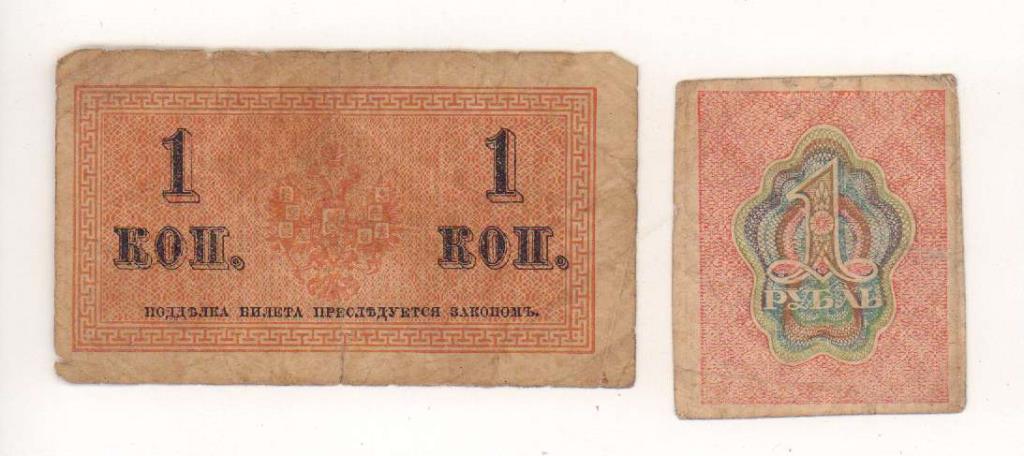 1 1
КОП. КОП.
ПОДДѢЛКА БИЛЕТА ПРЕСЛѢДУЕТСЯ ЗАКОНОМЪ.
1
РУБЛЬ